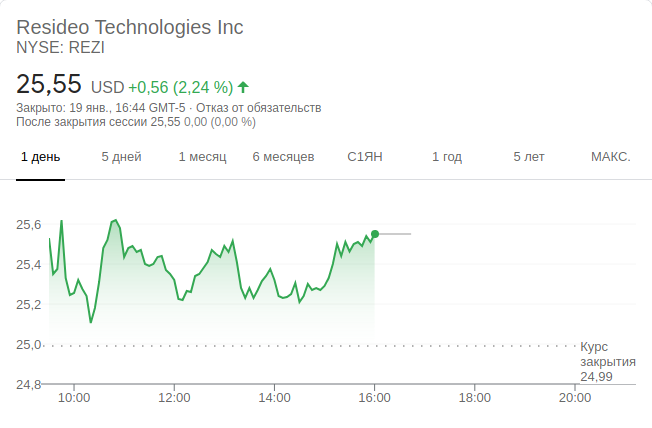 Resideo Technologies Inc
NYSE: REZI
25,55 USD +0,56 (2,24 %)
Закрыто: 19 янв., 16:44 GMT-5 · Отказ от обязательств
После закрытия сессии 25,55 0,00 (0,00 %)
1 день 5 дней 1 месяц 6 месяцев С1ЯН 1 год 5 лет МАКС.
25,6
25,4
25,2
25,0
Курс
закрытия
24,99
24,8
10:00 12:00 14:00 16:00 18:00 20:00